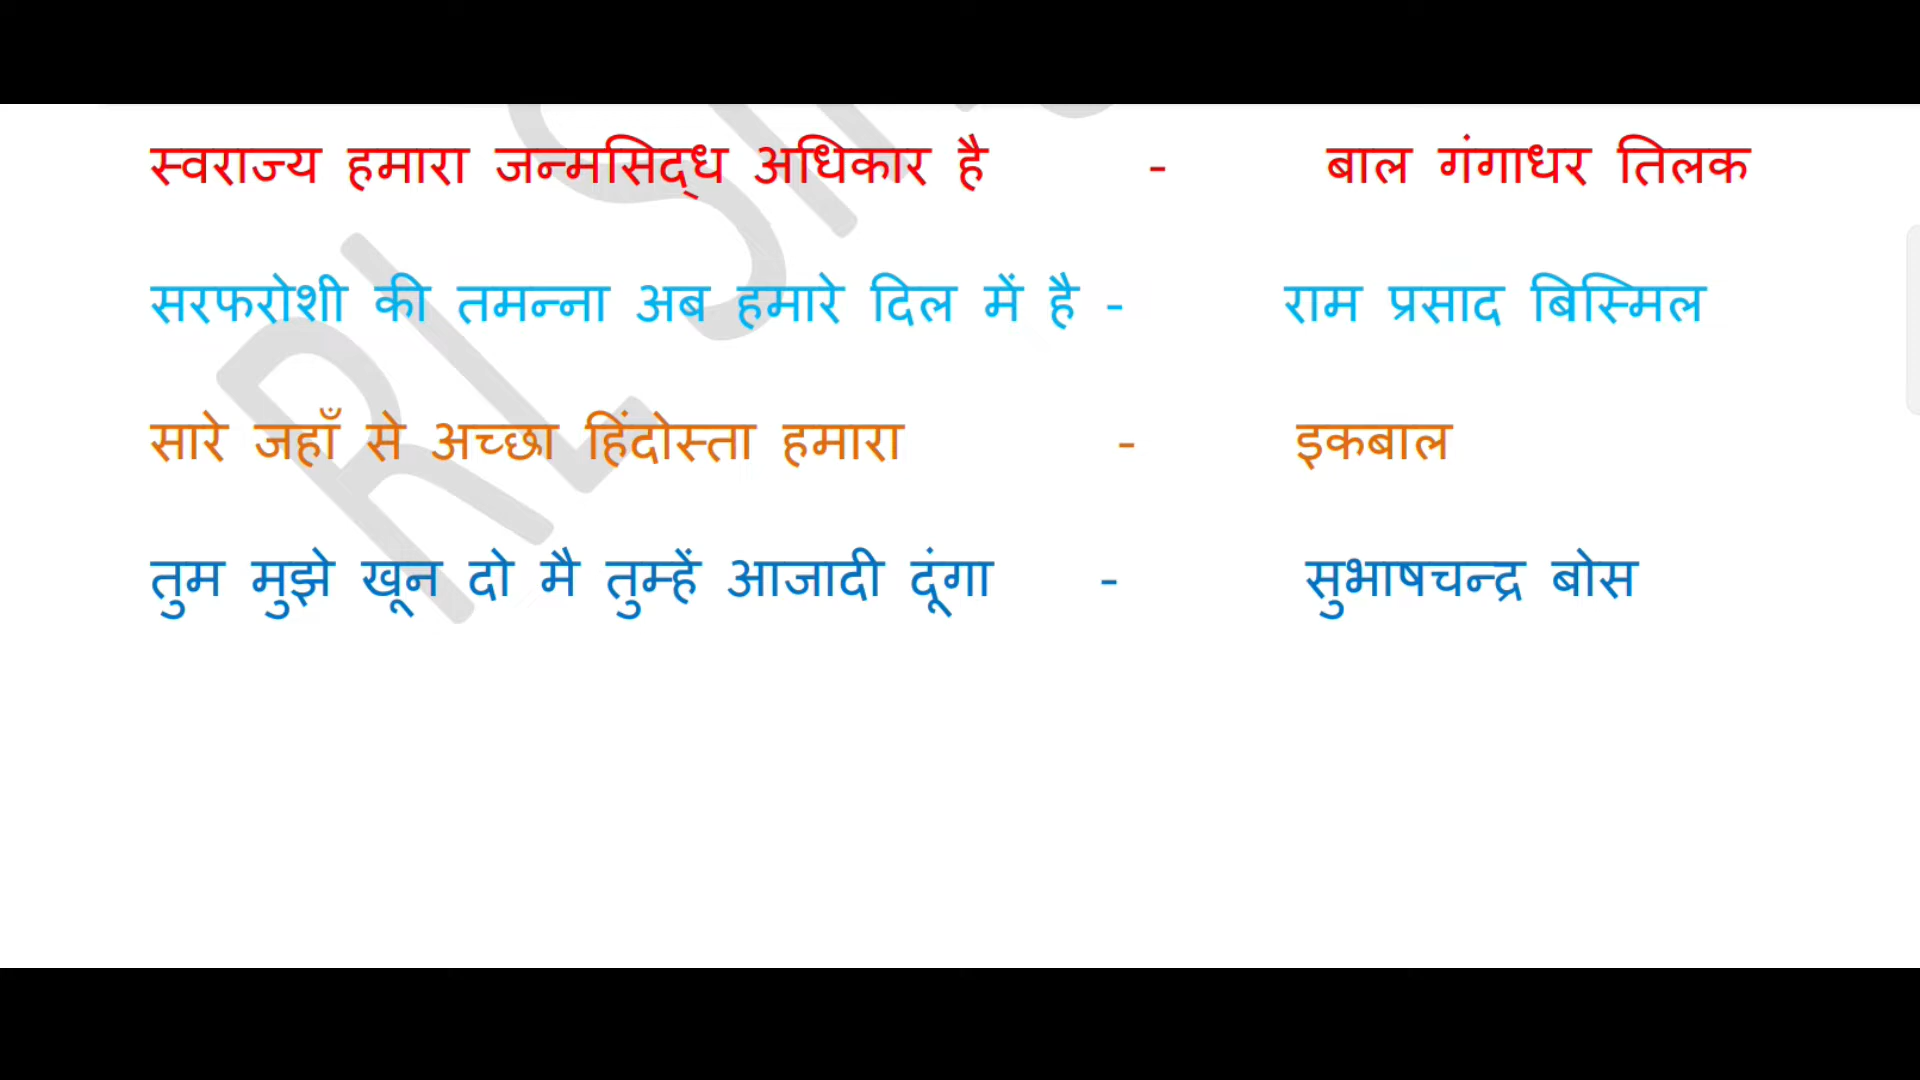 स्वराज्य हमारा जन्मसिद्ध अधिकार है - बाल गंगाधर तिलक
सरफरोशी की तमन्ना अब हमारे दिल में है - राम प्रसाद बिस्मिल
सारे जहाँ से अच्छा हिंदोस्ता हमारा - इकबाल
तुम मुझे खून दो मै तुम्हें आजादी दूंगा - सुभाषचन्द्र बोस